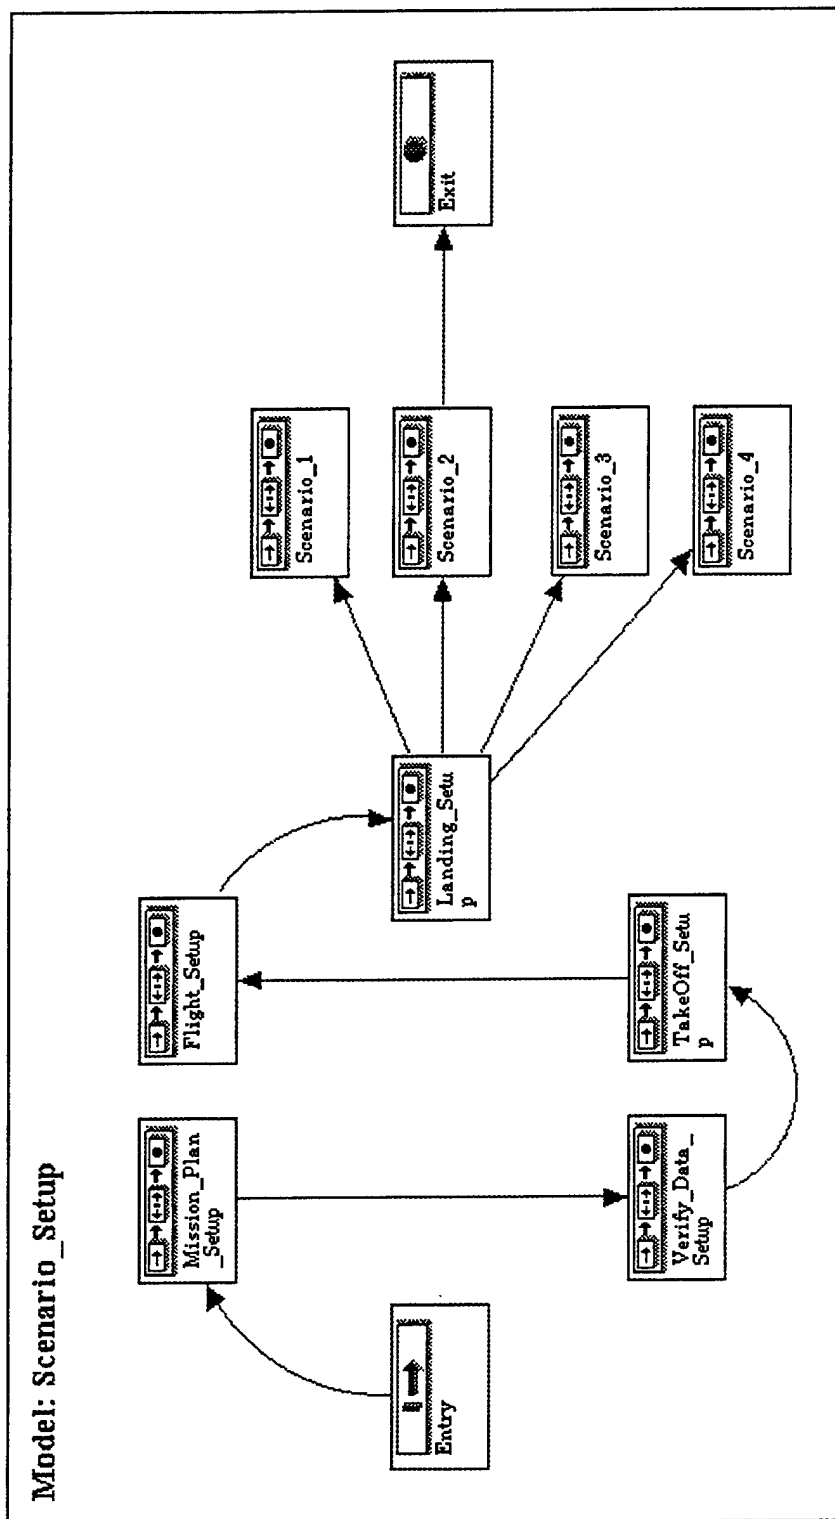 Model: Scenario_Setup
Entry
Mission_Plan
_Setup
Verify_Data_
Setup
Flight_Setup
TakeOff_Setu
p
Landing_Setu
p
Scenario_1
Scenario_2
Scenario_3
Scenario_4
Exit